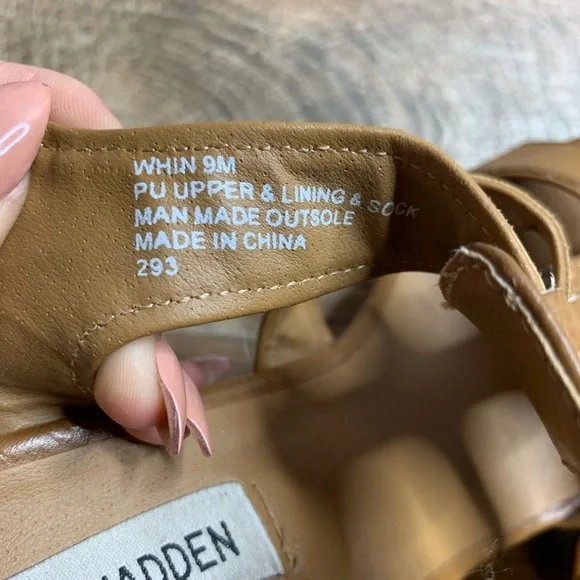 WHIN 9M
PU UPPER & LINING & SOCK
MAN MADE OUTSOLE
MADE IN CHINA
293
MADDEN